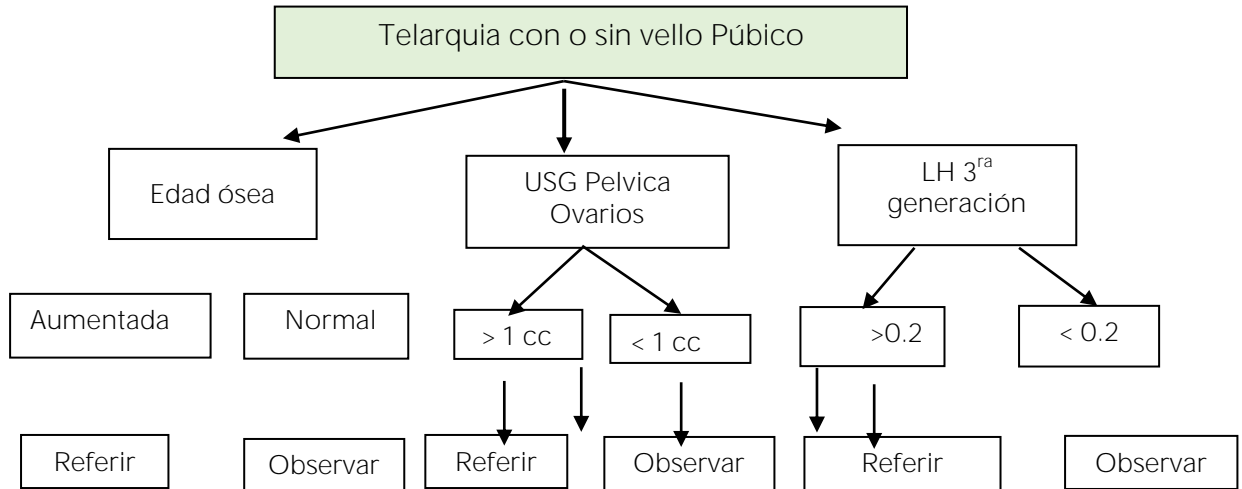 Telarquia con o sin vello Púbico
Edad ósea
USG Pelvica
Ovarios
LH 3ra
generación
Aumentada
Normal
> 1 cc
< 1 cc
>0.2
< 0.2
Referir
Observar
Referir
Observar
Referir
Observar